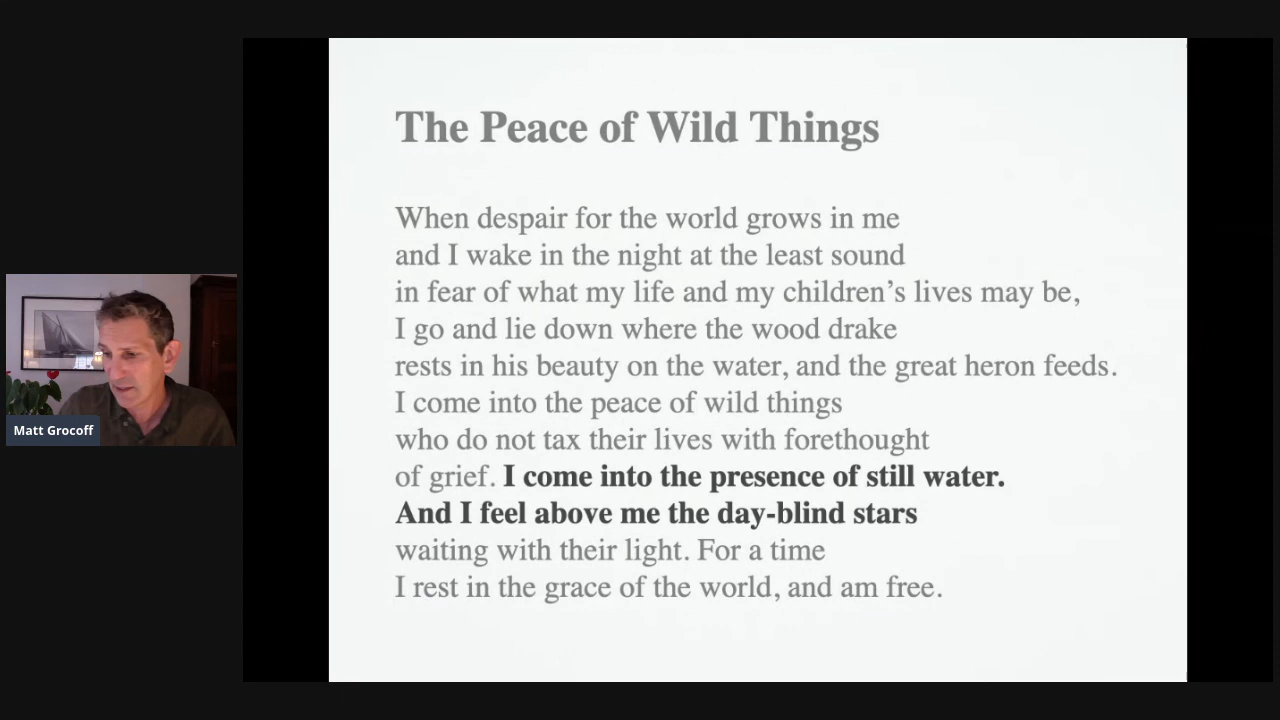 The Peace of Wild Things
When despair for the world grows in me
and I wake in the night at the least sound
in fear of what my life and my children’s lives may be,
I go and lie down where the wood drake
rests in his beauty on the water, and the great heron feeds.
I come into the peace of wild things
who do not tax their lives with forethought
of grief. I come into the presence of still water.
And I feel above me the day-blind stars
waiting with their light. For a time
I rest in the grace of the world, and am free.
Matt Grocoff